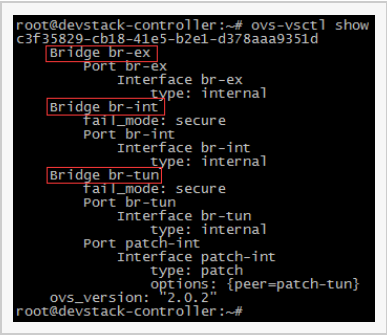 root@devstack-controller:~# ovs-vsctl show
c3f35829-cb18-41e5-b2e1-d378aaa9351d
Bridge br-ex
Port br-ex
Interface br-ex
type: internal
Bridge br-int
fail_mode: secure
Port br-int
Interface br-int
type: internal
Bridge br-tun
fail_mode: secure
Port br-tun
Interface br-tun
type: internal
Port patch-int
Interface patch-int
type: patch
options: {peer=patch-tun}
ovs_version: "2.0.2"
root@devstack-controller:~#